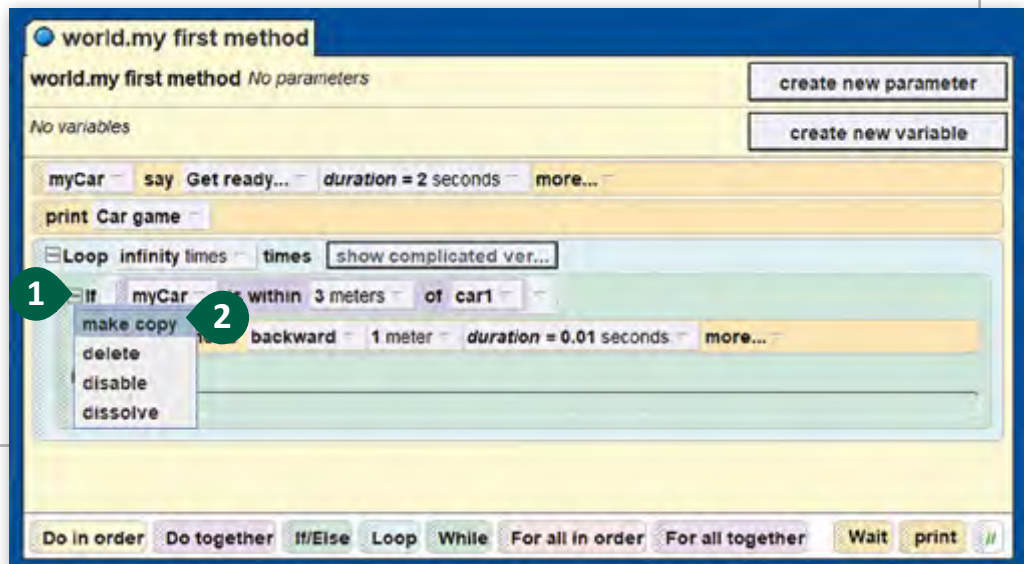 world.my first method
world.my first method No parameters
create new parameter
No variables
create new variable
myCar say Get ready... duration = 2 seconds more...
print Car game
Loop infinity times times show complicated ver...
1
If myCar within 3 meters of car1
make copy
2
backward 1 meter duration = 0.01 seconds more...
delete
disable
dissolve
Do in order Do together If/Else Loop While For all in order For all together Wait print //